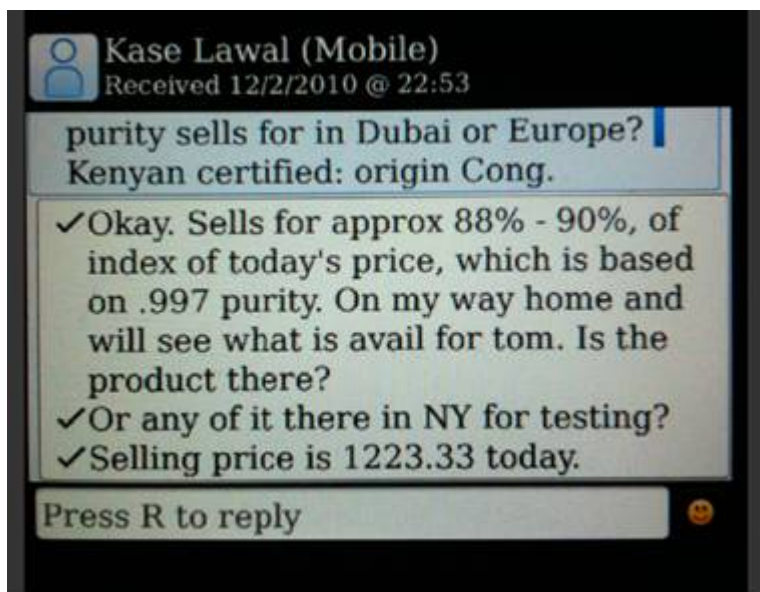 Kase Lawal (Mobile)
Received 12/2/2010 @ 22:53
purity sells for in Dubai or Europe?
Kenyan certified: origin Cong.
✓Okay. Sells for approx 88% - 90%, of
index of today's price, which is based
on .997 purity. On my way home and
will see what is avail for tom. Is the
product there?
✓Or any of it there in NY for testing?
✓Selling price is 1223.33 today.
Press R to reply